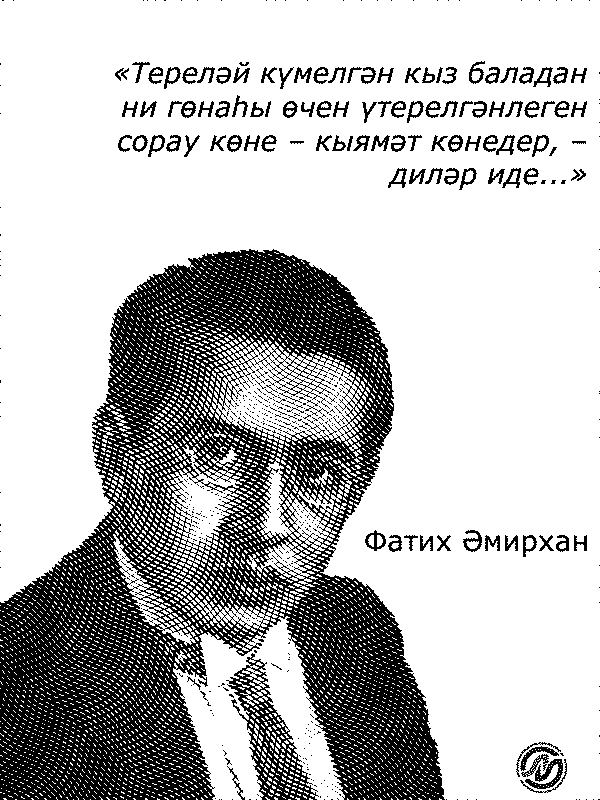 «Тереләй күмелгән кыз баладан
ни гөнаһы өчен үтерелгәнлеген
сорау көне – кыямәт көнедер, –
диләр иде...»
Фатих Әмирхан